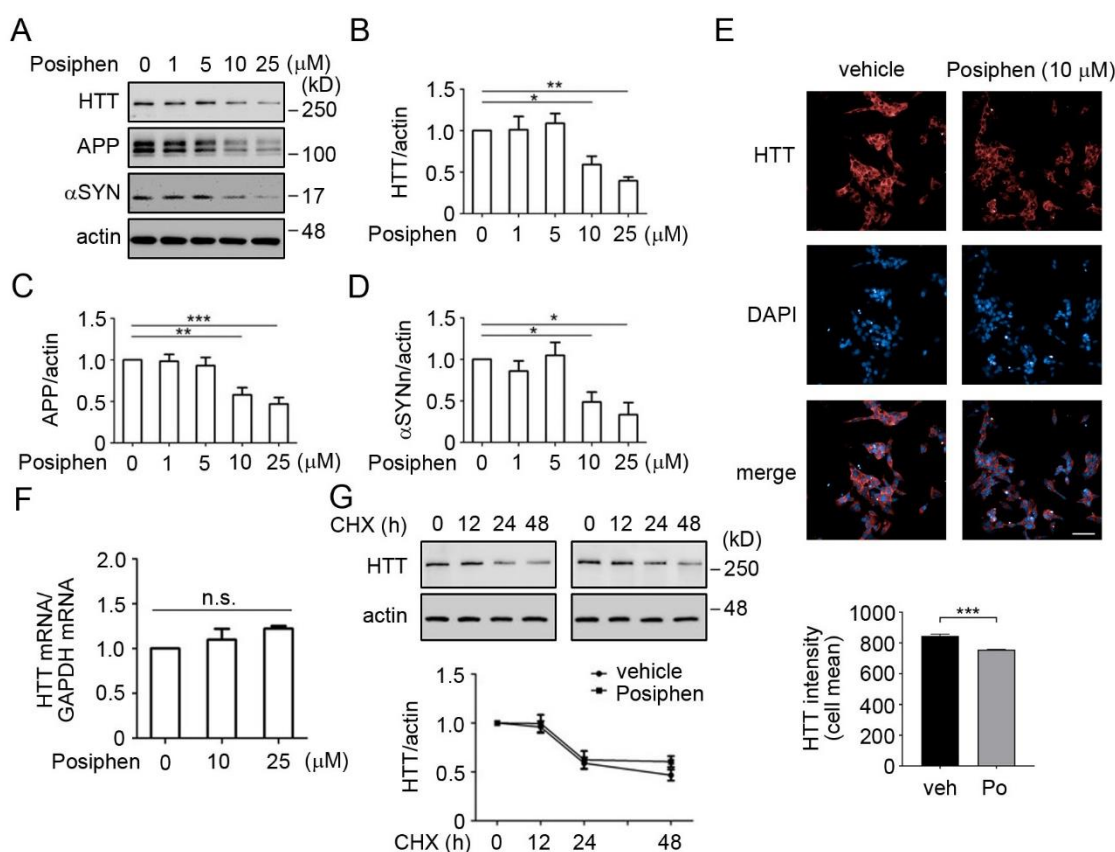 A
Posiphen 0 1 5 10 25 (μM)
(kD)
HTT
250
APP
100
αSYN
17
actin
48
B
** 
*
1.5
1.0
0.5
0
HTT/actin
Posiphen 0 1 5 10 25 (μM)
C
***
**
1.5
1.0
0.5
0
APP/actin
Posiphen 0 1 5 10 25 (μM)
D
*
*
1.5
1.0
0.5
0
αSYNn/actin
Posiphen 0 1 5 10 25 (μM)
E
vehicle Posiphen (10 μM)
HTT
DAPI
merge
1000
800
600
400
200
0
HTT intensity
(cell mean)
***
veh Po
F
2.0
1.5
1.0
0.5
0.0
HTT mRNA/
GAPDH mRNA
n.s.
Posiphen 0 10 25 (μM)
G
CHX (h) 0 12 24 48 0 12 24 48
(kD)
HTT
250
actin
48
vehicle
Posiphen
1.5
1.0
0.5
0
HTT/actin
CHX (h) 0 12 24 48